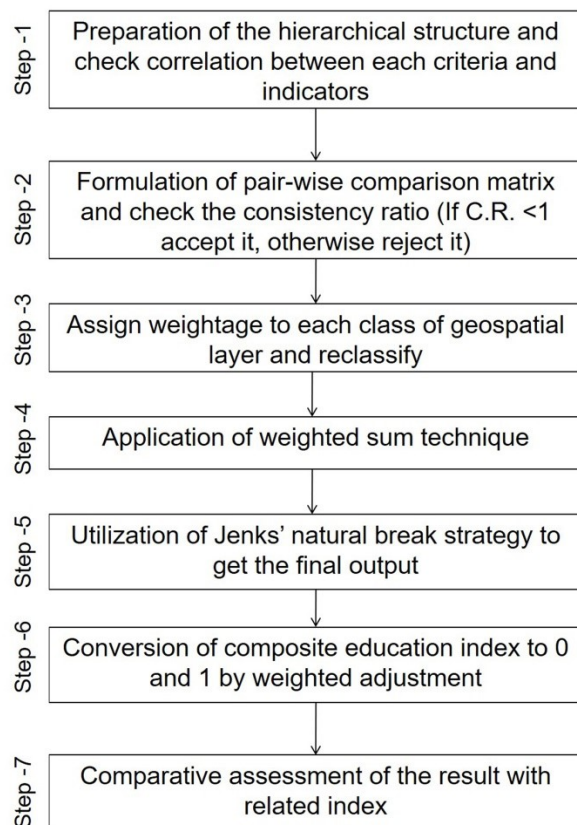 Step -1
Preparation of the hierarchical structure and
check correlation between each criteria and
indicators
Step -2
Formulation of pair-wise comparison matrix
and check the consistency ratio (If C.R. <1
accept it, otherwise reject it)
Step -3
Assign weightage to each class of geospatial
layer and reclassify
Step -4
Application of weighted sum technique
Step -5
Utilization of Jenks’ natural break strategy to
get the final output
Step -6
Conversion of composite education index to 0
and 1 by weighted adjustment
Step -7
Comparative assessment of the result with
related index